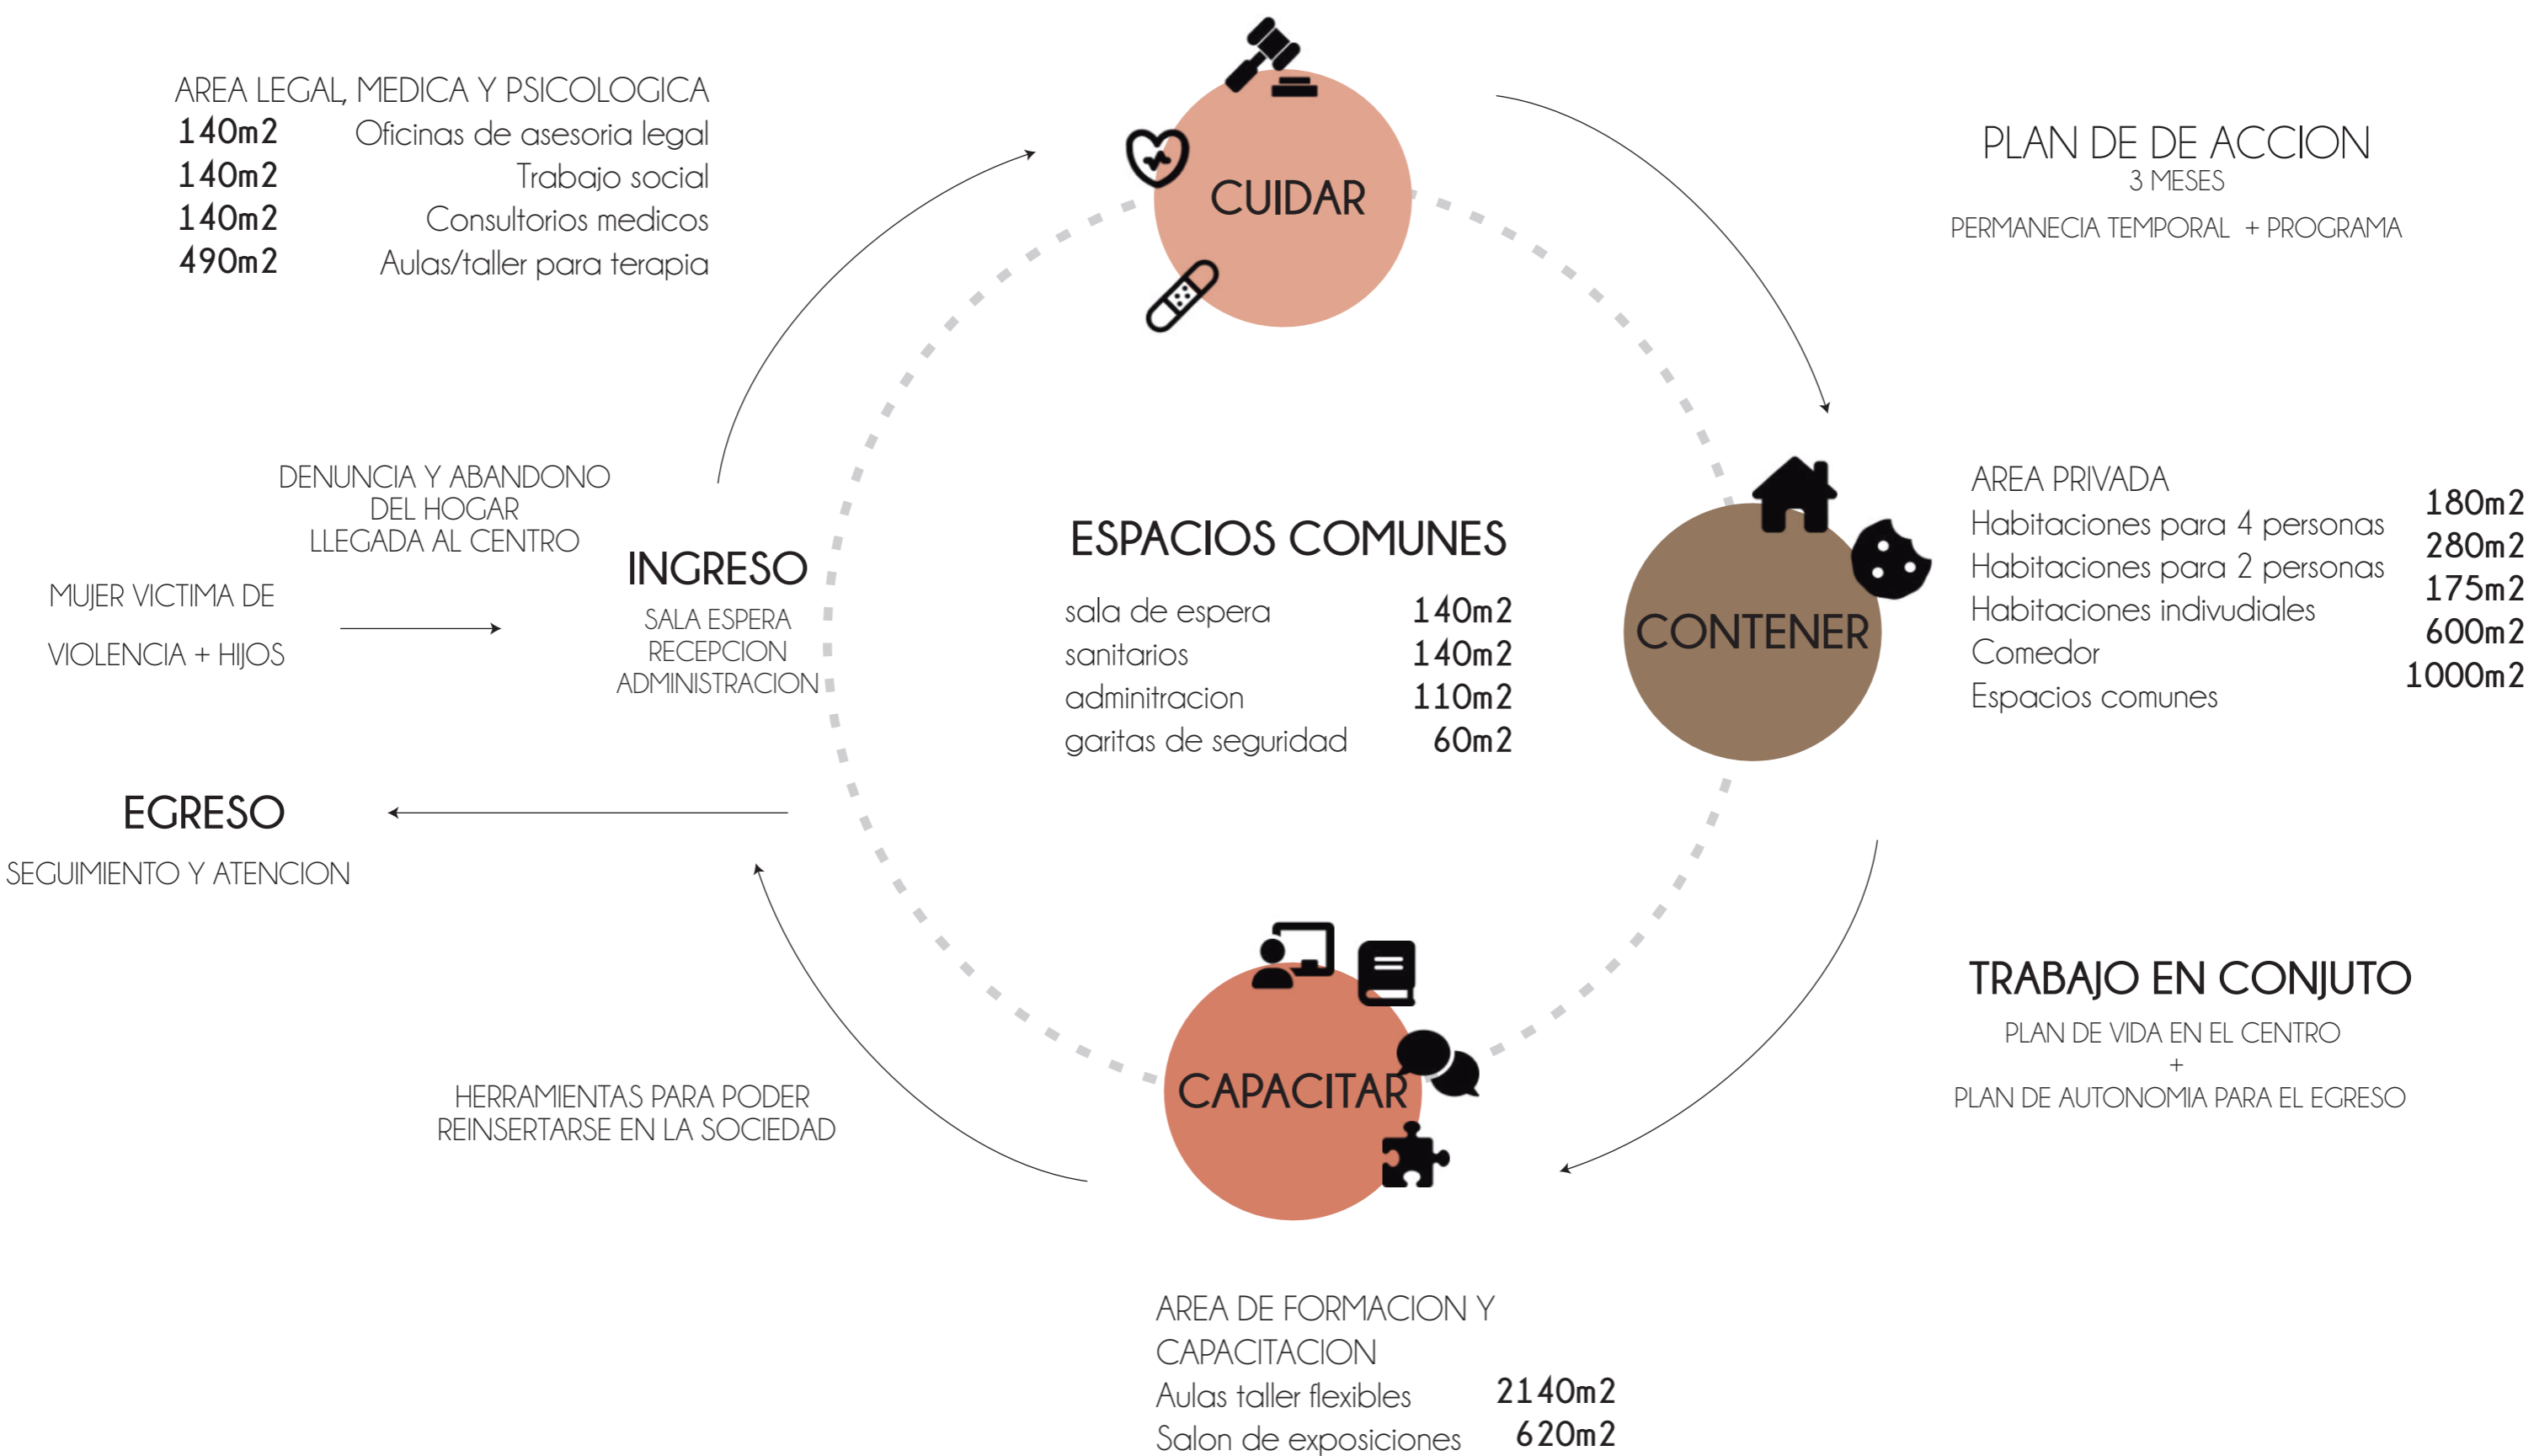 AREA LEGAL, MEDICA Y PSICOLOGICA
140m2 Oficinas de asesoria legal
140m2 Trabajo social
140m2 Consultorios medicos
490m2 Aulas/taller para terapia
CUIDAR
PLAN DE DE ACCION
3 MESES
PERMANECIA TEMPORAL + PROGRAMA
MUJER VICTIMA DE
VIOLENCIA + HIJOS
DENUNCIA Y ABANDONO
DEL HOGAR
LLEGADA AL CENTRO
INGRESO
SALA ESPERA
RECEPCION
ADMINISTRACION
ESPACIOS COMUNES
sala de espera 140m2
sanitarios 140m2
adminitracion 110m2
garitas de seguridad 60m2
CONTENER
AREA PRIVADA
Habitaciones para 4 personas 180m2
Habitaciones para 2 personas 280m2
Habitaciones indivudiales 175m2
Comedor 600m2
Espacios comunes 1000m2
EGRESO
SEGUIMIENTO Y ATENCION
TRABAJO EN CONJUTO
PLAN DE VIDA EN EL CENTRO
+
PLAN DE AUTONOMIA PARA EL EGRESO
CAPACITAR
HERRAMIENTAS PARA PODER
REINSERTARSE EN LA SOCIEDAD
AREA DE FORMACION Y
CAPACITACION
Aulas taller flexibles 2140m2
Salon de exposiciones 620m2